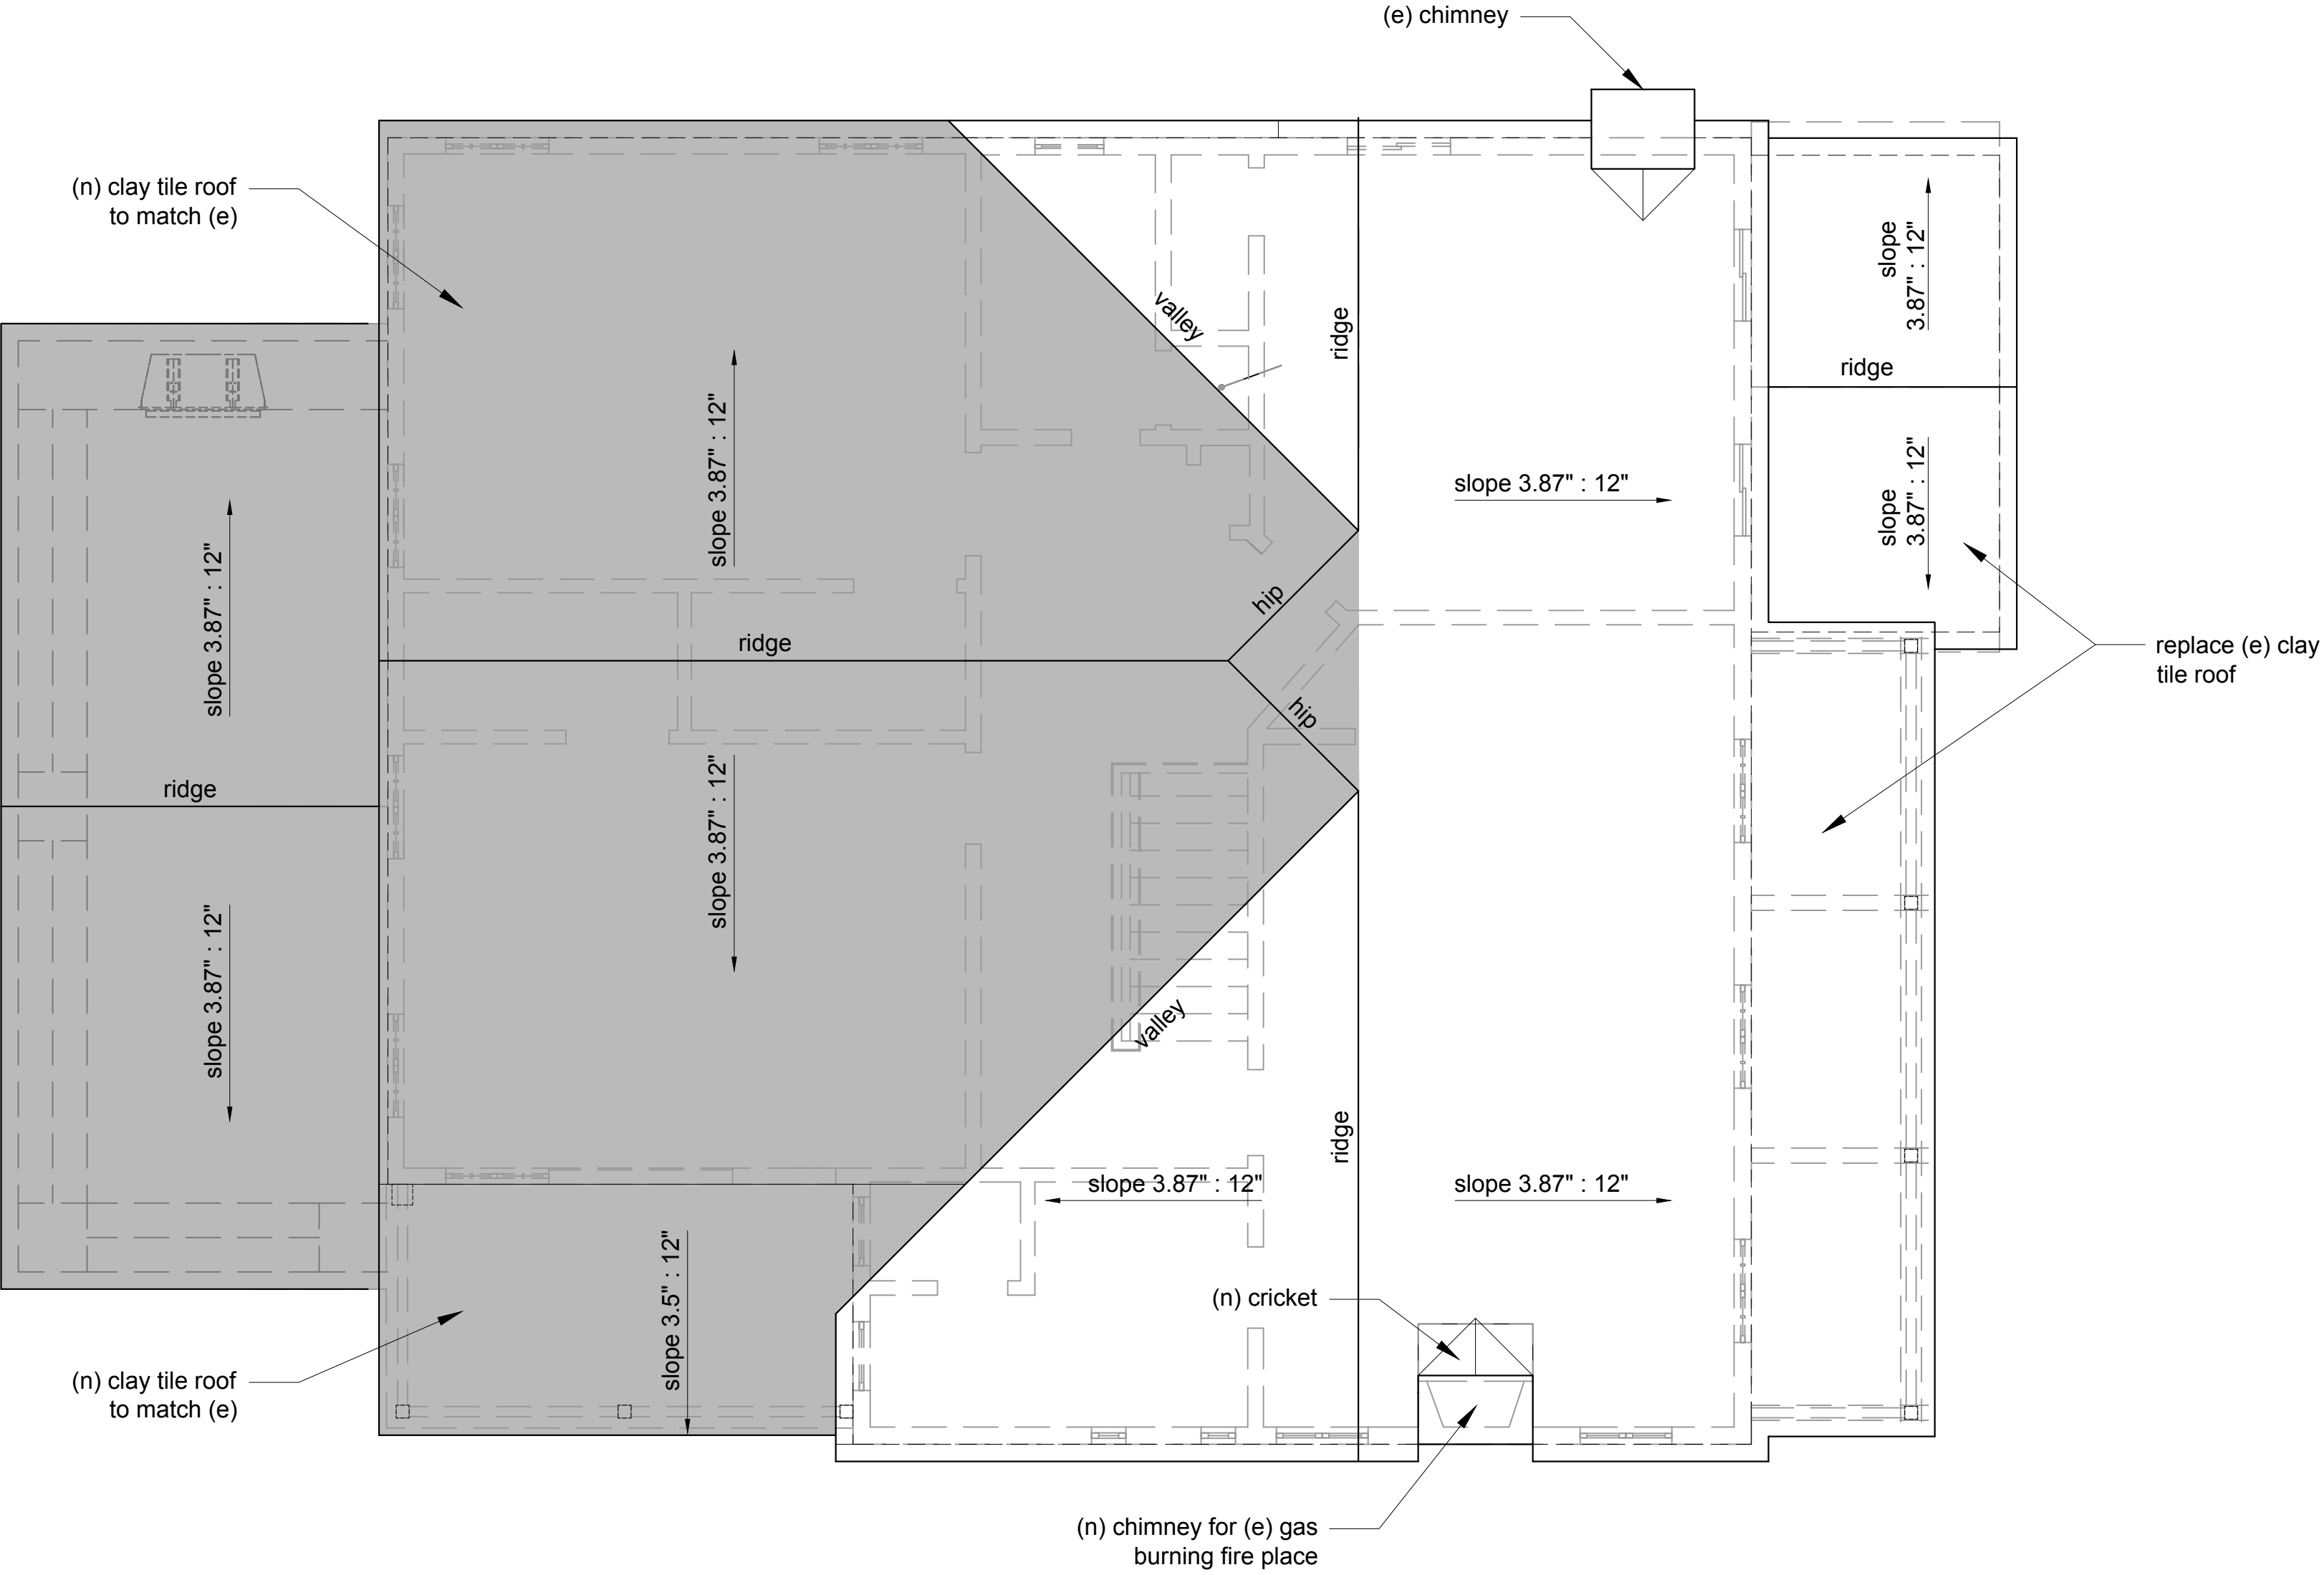 (e) chimney
(n) clay tile roof
to match (e)
slope
3.87" : 12"
valley
ridge
ridge
slope 3.87" : 12"
slope 3.87" : 12"
slope
3.87" : 12"
slope 3.87" : 12"
hip
ridge
replace (e) clay
tile roof
hip
ridge
slope 3.87" : 12"
slope 3.87" : 12"
valley
ridge
slope 3.87" : 12"
slope 3.87" : 12"
slope 3.5" : 12"
(n) cricket
(n) clay tile roof
to match (e)
(n) chimney for (e) gas
burning fire place